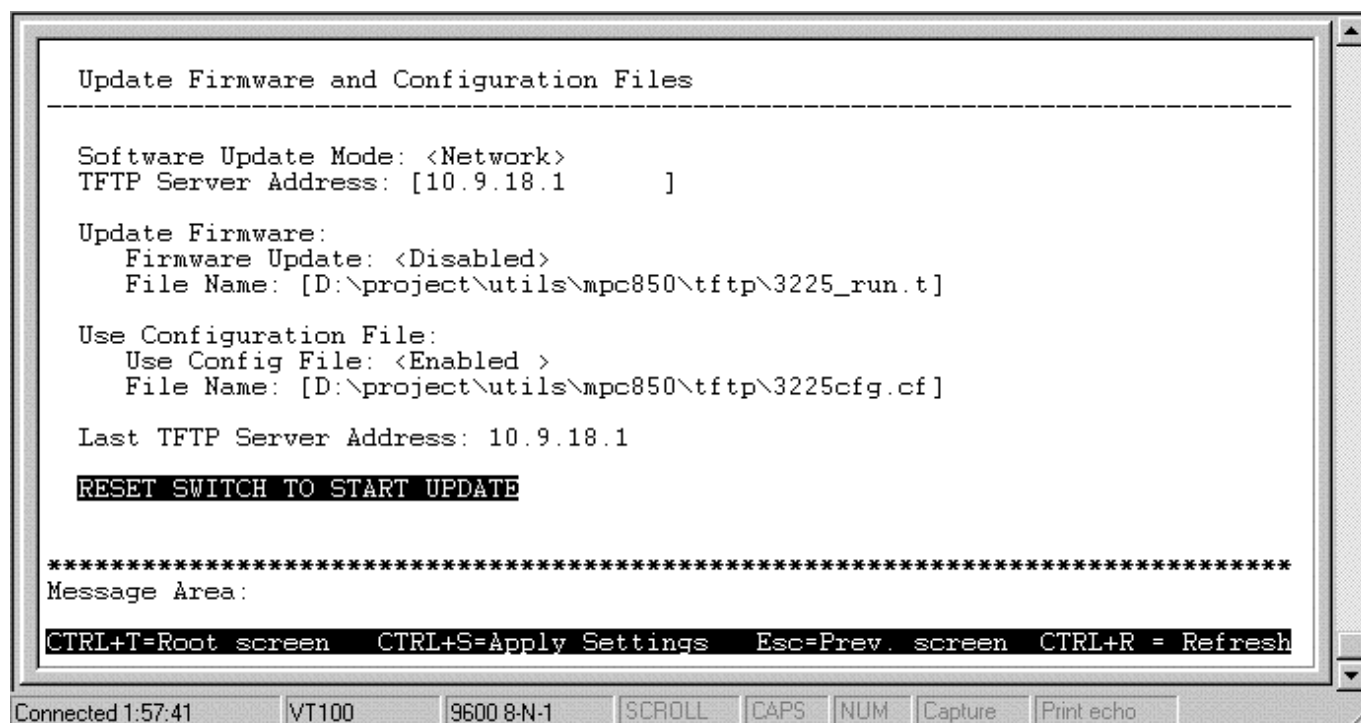 Update Firmware and Configuration Files
--------------------------------------------------------------------------------
Software Update Mode: <Network>
TFTP Server Address: [10.9.18.1      ]
Update Firmware:
Firmware Update: <Disabled>
File Name: [D:\project\utils\mpc850\tftp\3225_run.t]
Use Configuration File:
Use Config File: <Enabled >
File Name: [D:\project\utils\mpc850\tftp\3225cfg.cf]
Last TFTP Server Address: 10.9.18.1
RESET SWITCH TO START UPDATE
********************************************************************************
Message Area:
CTRL+T=Root screen   CTRL+S=Apply Settings   Esc=Prev. screen  CTRL+R = Refresh
Connected 1:57:41 VT100 9600 8-N-1 SCROLL CAPS NUM Capture Print echo